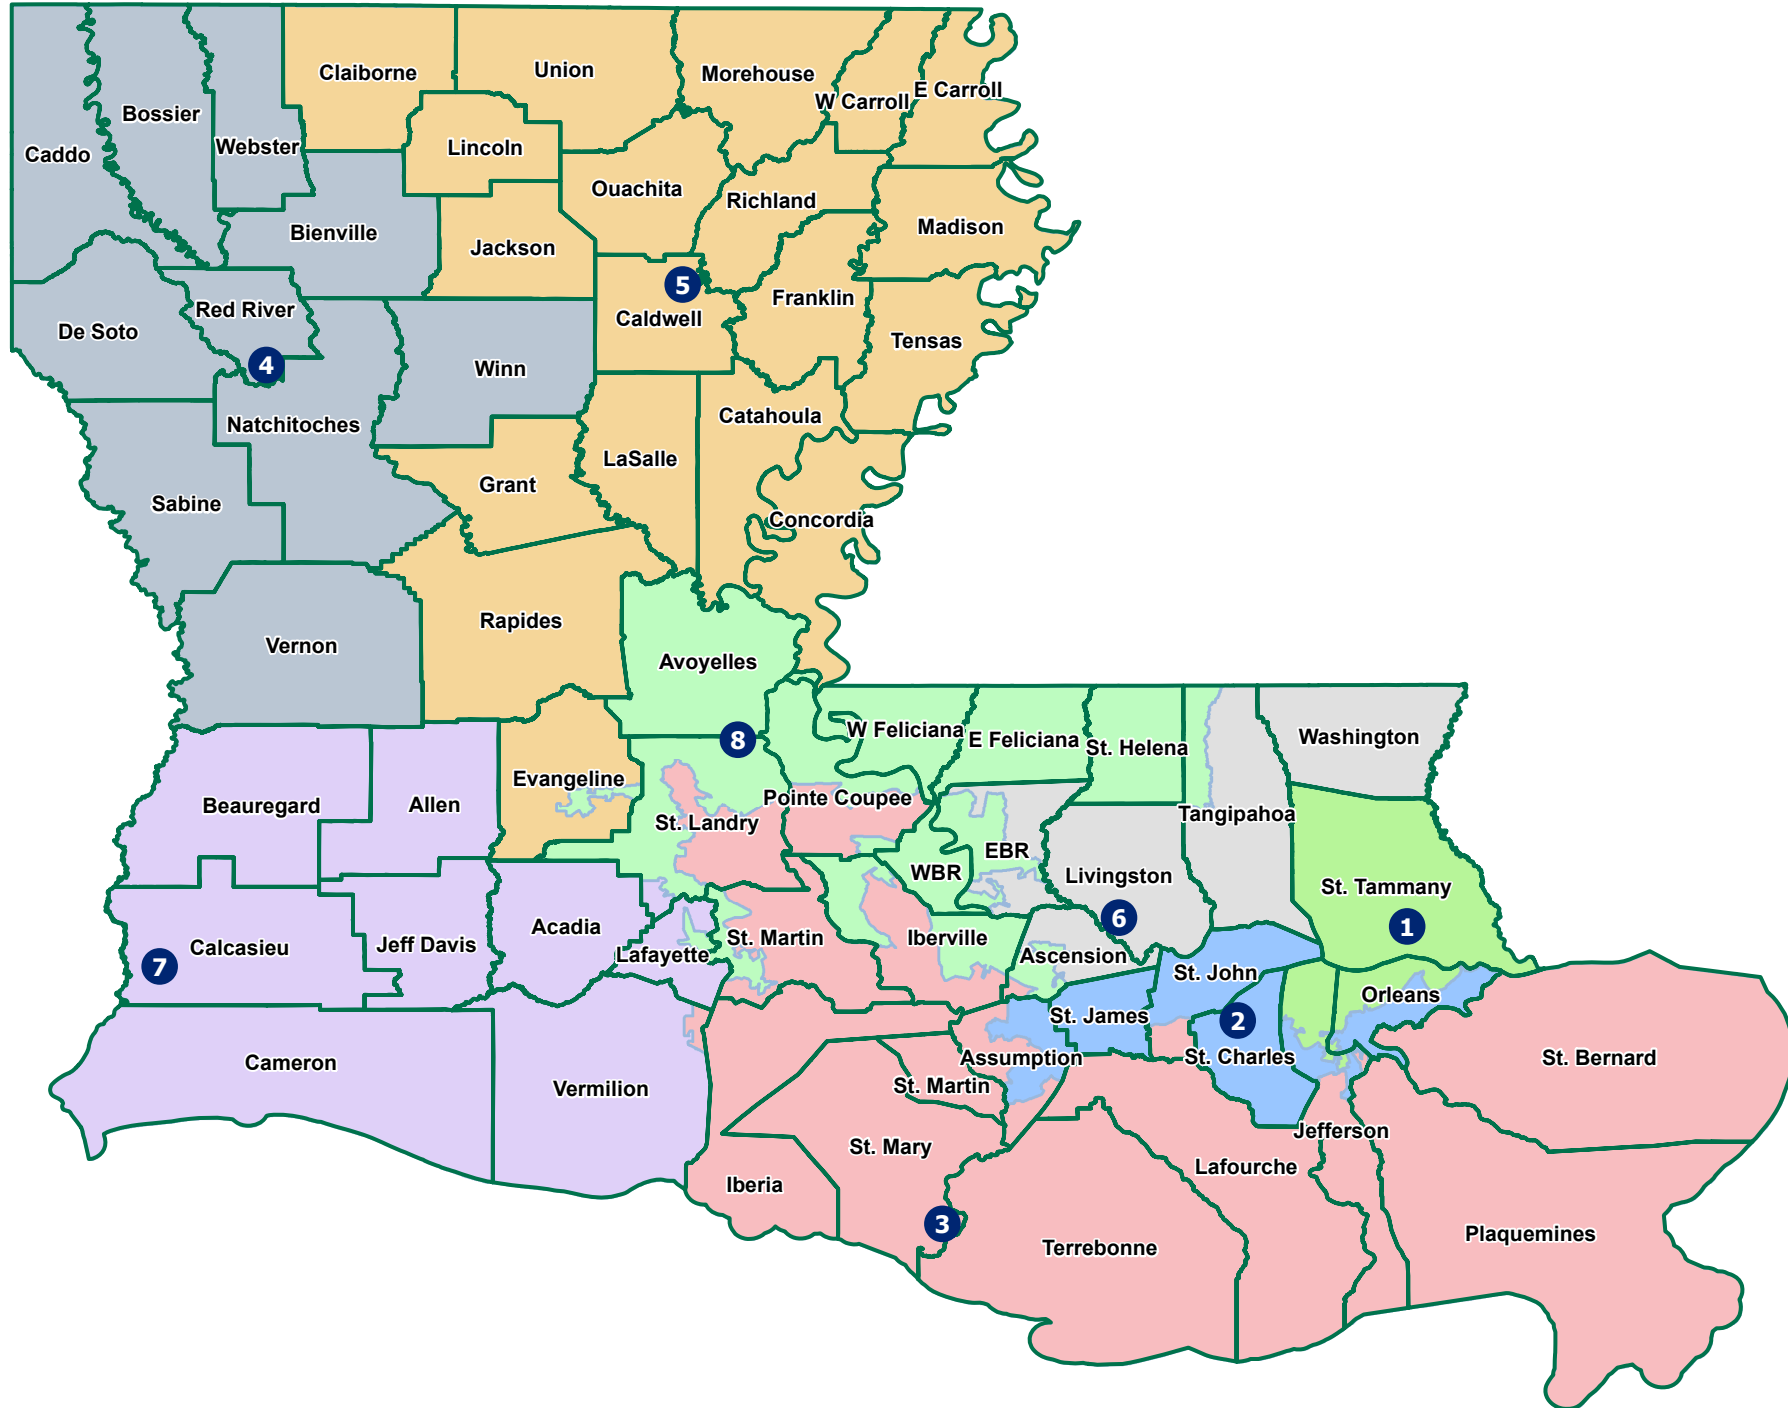 Claiborne
Union
Morehouse
W Carroll
E Carroll
Bossier
Webster
Caddo
Lincoln
Ouachita
Richland
Madison
Bienville
Jackson
5
Franklin
Red River
De Soto
Caldwell
Tensas
4
Winn
Natchitoches
Catahoula
LaSalle
Grant
Sabine
Concordia
Rapides
Vernon
Avoyelles
8
W Feliciana
E Feliciana
St. Helena
Washington
Evangeline
Pointe Coupee
Beauregard
Allen
St. Landry
Tangipahoa
EBR
WBR
Livingston
St. Tammany
6
1
Acadia
Calcasieu
Jeff Davis
Lafayette
St. Martin
Iberville
Ascension
7
St. John
Orleans
St. James
2
St. Charles
St. Bernard
Assumption
Cameron
Vermilion
St. Martin
Jefferson
St. Mary
Lafourche
Iberia
3
Terrebonne
Plaquemines